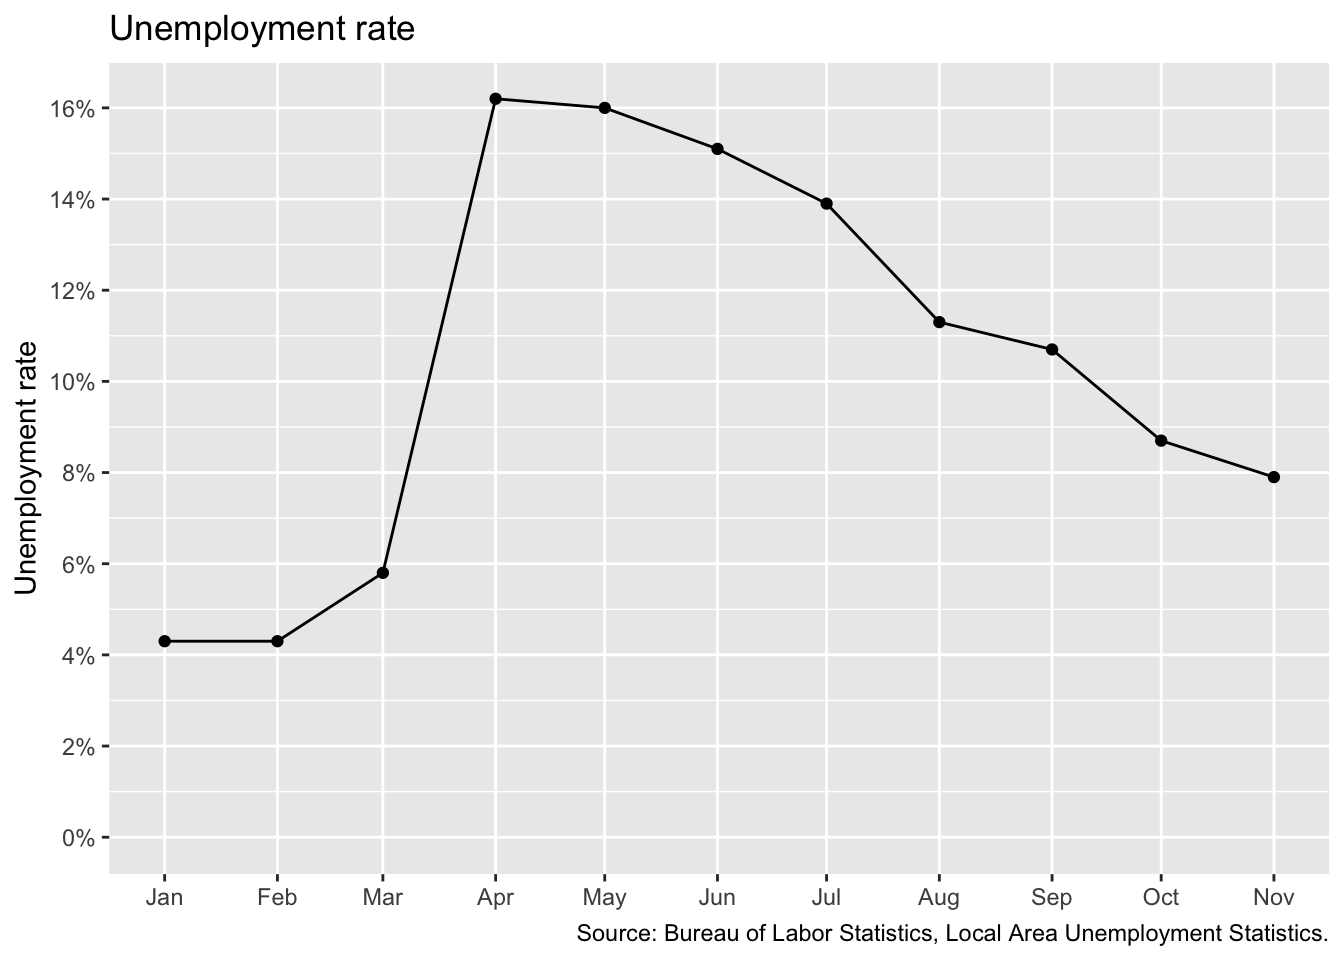 Unemployment rate
Unemployment rate
16%
14%
12%
10%
8%
6%
4%
2%
0%
Jan Feb Mar Apr May Jun Jul Aug Sep Oct Nov
Source: Bureau of Labor Statistics, Local Area Unemployment Statistics.